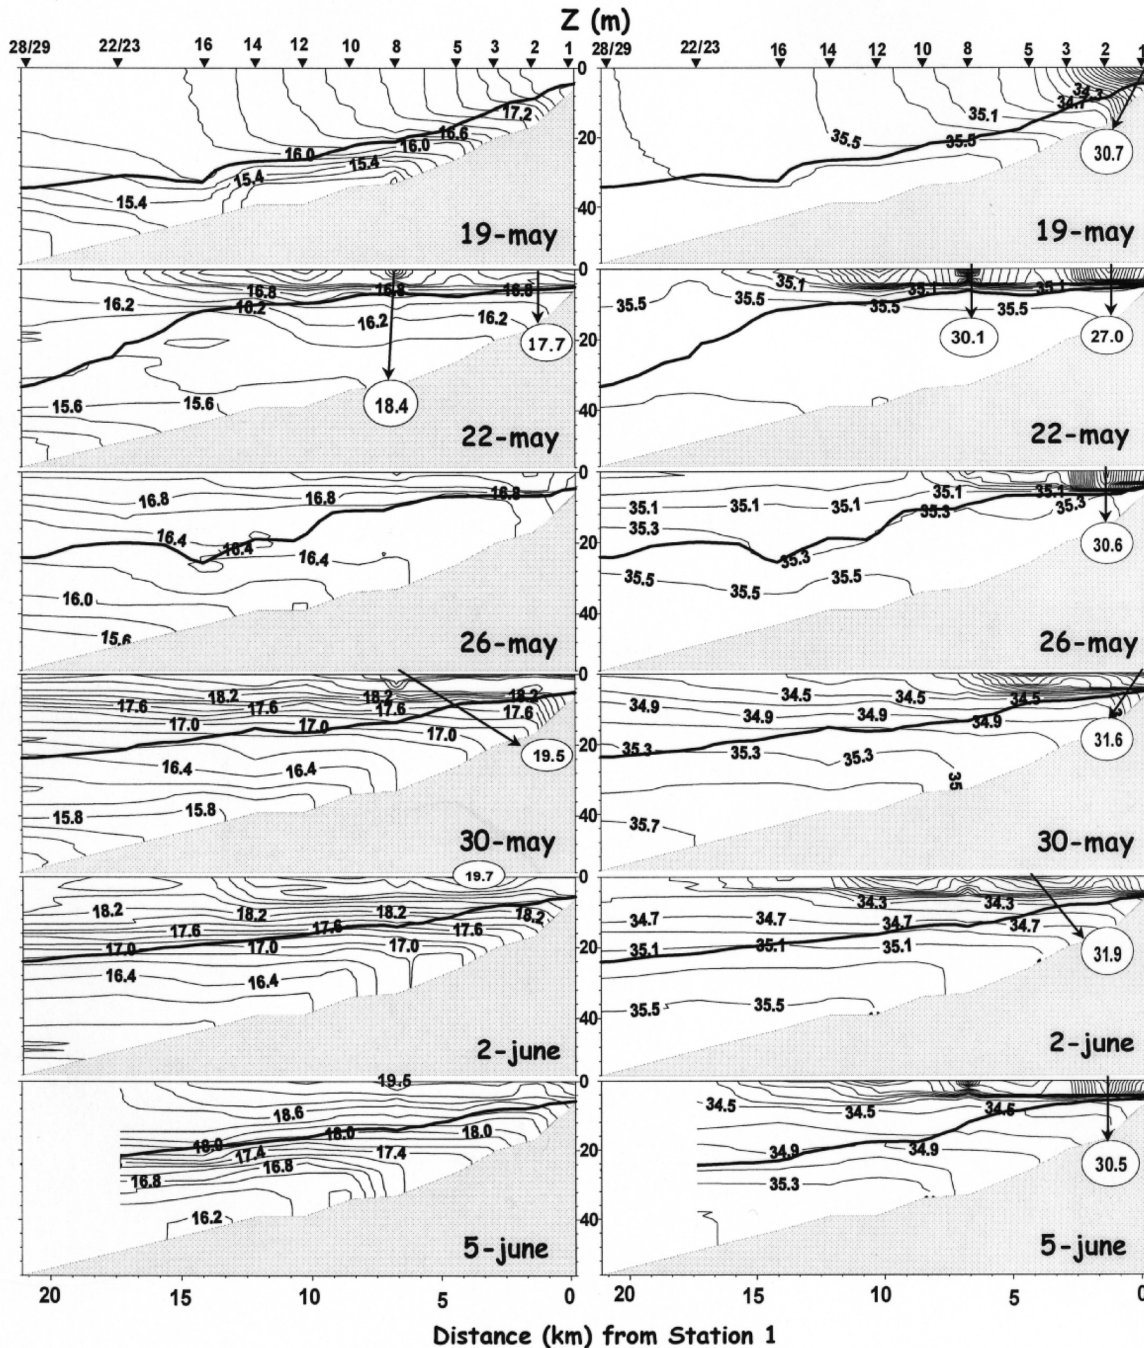 Z (m)
28/29 22/23 16 14 12 10 8 5 3 2 1 28/29 22/23 16 14 12 10 8 5 3 2 1
0
34.3
34.7
17.2 35.1
16.6
16.0 20 35.5 35.5
16.0
30.7
15.4
15.4
15.4 40
19-may 19-may
0
16.8 16.8 16.8 35.1 35.1 35.1
16.2 16.2 35.5 35.5 35.5 35.5
16.2 16.2
20
17.7 30.1 27.0
15.6 15.6 40
18.4
22-may 22-may
0
16.8 16.8 16.8 35.1 35.1 35.1 35.1
35.3 35.3 35.3
16.4 16.4 20 35.3
30.6
16.0 35.5 35.5
15.6 40
26-may 26-may
0
18.2 18.2 18.2 34.5 34.5 34.5
17.6 17.6 17.6 17.6 34.9 34.9 34.9
17.0 17.0 17.0
20 35.3 35.3 35.3
19.5 31.6
16.4 16.4 35
15.8 40 35.7
30-may 30-may
19.7 0
18.2 18.2 18.2 18.2 34.3 34.3
17.6 17.6 17.6 34.7 34.7 34.7 34.7
17.0 17.0 17.0 20 35.1 35.1 35.1
31.9
16.4 16.4
40 35.5 35.5
2-june 2-june
19.5 0
18.6 34.5 34.5 34.5
18.0 18.0 18.0
17.4 17.4 20 34.9 34.9
16.8 16.8 30.5
35.3
16.2 40
5-june 5-june
20 15 10 5 0 20 15 10 5 0
Distance (km) from Station 1